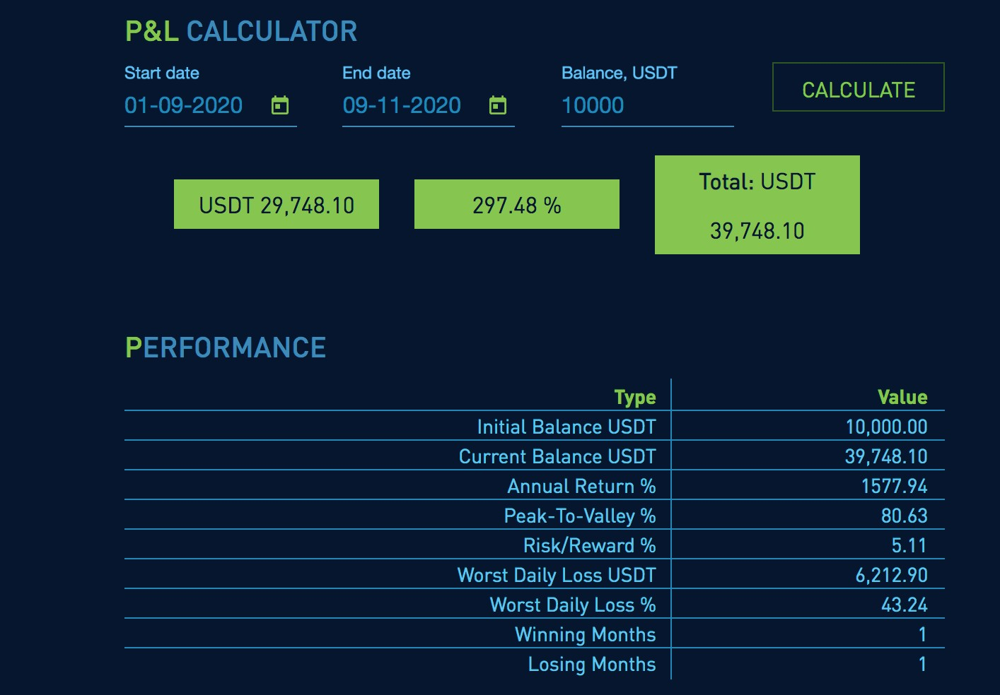 P&L CALCULATOR
Start date End date Balance, USDT
01-09-2020 09-11-2020 10000 CALCULATE
USDT 29,748.10 297.48 % Total: USDT
39,748.10
PERFORMANCE
Type Value
Initial Balance USDT 10,000.00
Current Balance USDT 39,748.10
Annual Return % 1577.94
Peak-To-Valley % 80.63
Risk/Reward % 5.11
Worst Daily Loss USDT 6,212.90
Worst Daily Loss % 43.24
Winning Months 1
Losing Months 1